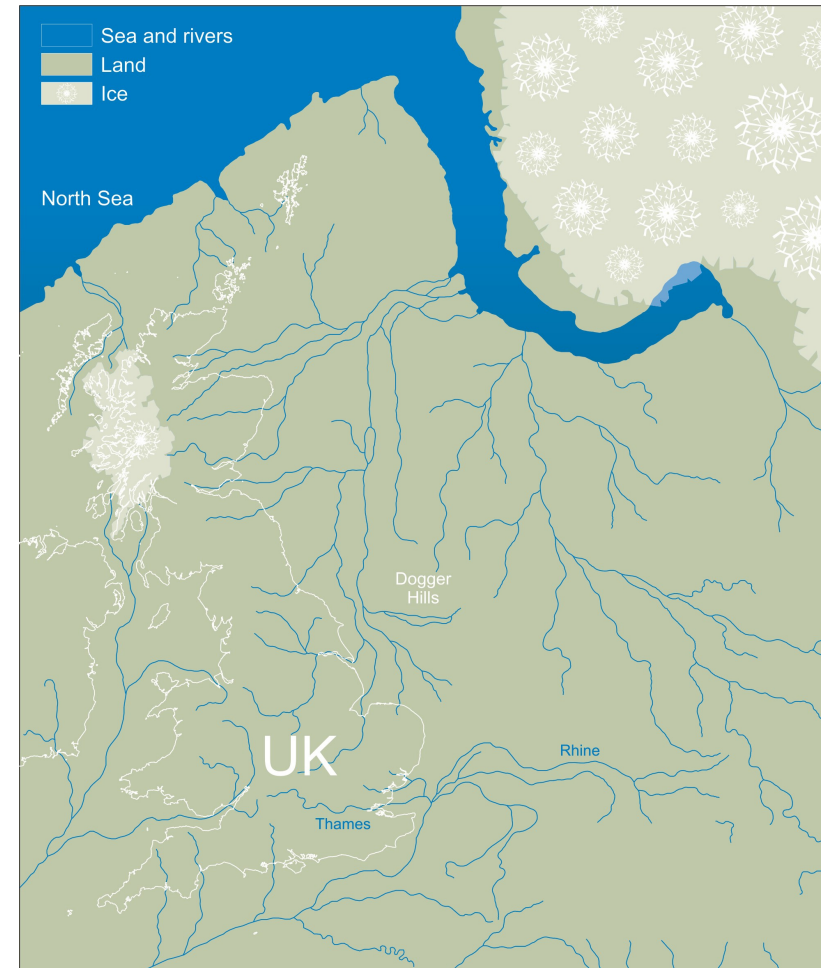 Sea and rivers
Land
Ice
North Sea
Dogger
Hills
UK
Rhine
Thames